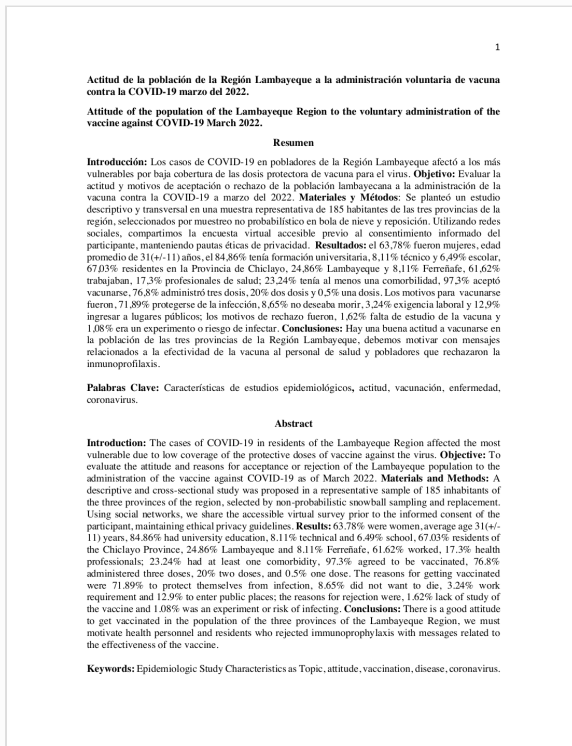 1
Actitud de la población de la Región Lambayeque a la administración voluntaria de vacuna
contra la COVID-19 marzo del 2022.
Attitude of the population of the Lambayeque Region to the voluntary administration of the
vaccine against COVID-19 March 2022.
Resumen
Introducción: Los casos de COVID-19 en pobladores de la Región Lambayeque afectó a los más
vulnerables por baja cobertura de las dosis protectora de vacuna para el virus. Objetivo: Evaluar la
actitud y motivos de aceptación o rechazo de la población lambayecana a la administración de la
vacuna contra la COVID-19 a marzo del 2022. Materiales y Métodos: Se planteó un estudio
descriptivo y transversal en una muestra representativa de 185 habitantes de las tres provincias de la
región, seleccionados por muestreo no probabilístico en bola de nieve y reposición. Utilizando redes
sociales, compartimos la encuesta virtual accesible previo al consentimiento informado del
participante, manteniendo pautas éticas de privacidad. Resultados: el 63,78% fueron mujeres, edad
promedio de 31(+/-11) años, el 84,86% tenía formación universitaria, 8,11% técnico y 6,49% escolar,
67,03% residentes en la Provincia de Chiclayo, 24,86% Lambayeque y 8,11% Ferreñafe, 61,62%
trabajaban, 17,3% profesionales de salud; 23,24% tenía al menos una comorbilidad, 97,3% aceptó
vacunarse, 76,8% administró tres dosis, 20% dos dosis y 0,5% una dosis. Los motivos para vacunarse
fueron, 71,89% protegerse de la infección, 8,65% no deseaba morir, 3,24% exigencia laboral y 12,9%
ingresar a lugares públicos; los motivos de rechazo fueron, 1,62% falta de estudio de la vacuna y
1,08% era un experimento o riesgo de infectar. Conclusiones: Hay una buena actitud a vacunarse en
la población de las tres provincias de la Región Lambayeque, debemos motivar con mensajes
relacionados a la efectividad de la vacuna al personal de salud y pobladores que rechazaron la
inmunoprofilaxis.
Palabras Clave: Características de estudios epidemiológicos, actitud, vacunación, enfermedad,
coronavirus.
Abstract
Introduction: The cases of COVID-19 in residents of the Lambayeque Region affected the most
vulnerable due to low coverage of the protective doses of vaccine against the virus. Objective: To
evaluate the attitude and reasons for acceptance or rejection of the Lambayeque population to the
administration of the vaccine against COVID-19 as of March 2022. Materials and Methods: A
descriptive and cross-sectional study was proposed in a representative sample of 185 inhabitants of
the three provinces of the region, selected by non-probabilistic snowball sampling and replacement.
Using social networks, we share the accessible virtual survey prior to the informed consent of the
participant, maintaining ethical privacy guidelines. Results: 63.78% were women, average age 31(+/-
11) years, 84.86% had university education, 8.11% technical and 6.49% school, 67.03% residents of
the Chiclayo Province, 24.86% Lambayeque and 8.11% Ferreñafe, 61.62% worked, 17.3% health
professionals; 23.24% had at least one comorbidity, 97.3% agreed to be vaccinated, 76.8%
administered three doses, 20% two doses, and 0.5% one dose. The reasons for getting vaccinated
were 71.89% to protect themselves from infection, 8.65% did not want to die, 3.24% work
requirement and 12.9% to enter public places; the reasons for rejection were, 1.62% lack of study of
the vaccine and 1.08% was an experiment or risk of infecting. Conclusions: There is a good attitude
to get vaccinated in the population of the three provinces of the Lambayeque Region, we must
motivate health personnel and residents who rejected immunoprophylaxis with messages related to
the effectiveness of the vaccine.
Keywords: Epidemiologic Study Characteristics as Topic, attitude, vaccination, disease, coronavirus.